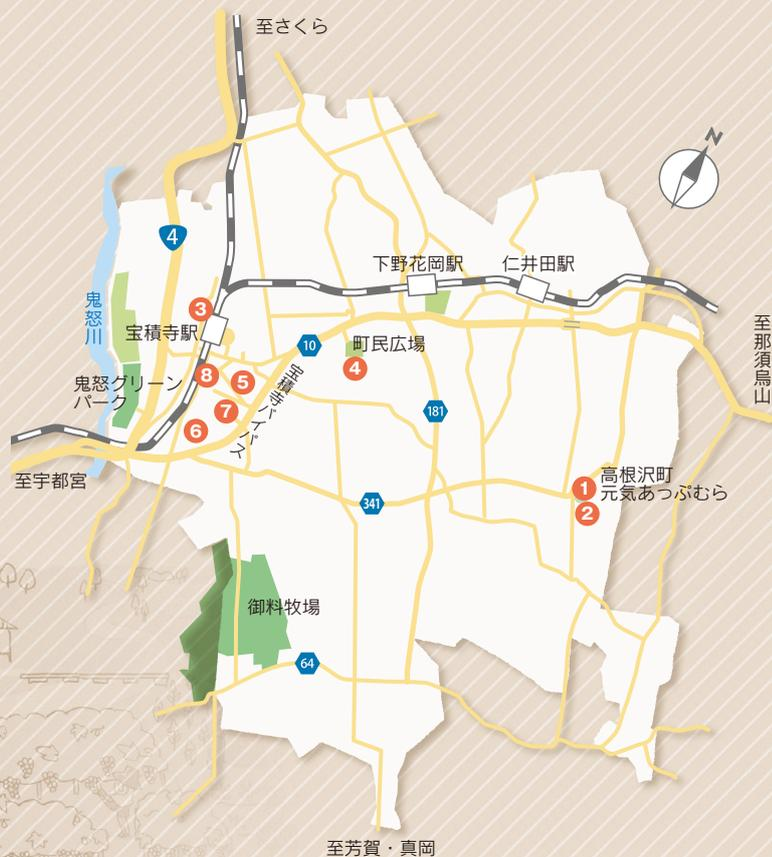 至さくら
N
4
下野花岡駅
仁井田駅
鬼怒川
3
宝積寺駅
10
町民広場
至那須烏山
鬼怒グリーン
パーク
8
5
4
宝積寺バイパス
7
6
181
至宇都宮
高根沢町
元気あっぷむら
1
2
341
御料牧場
64
至芳賀・真岡